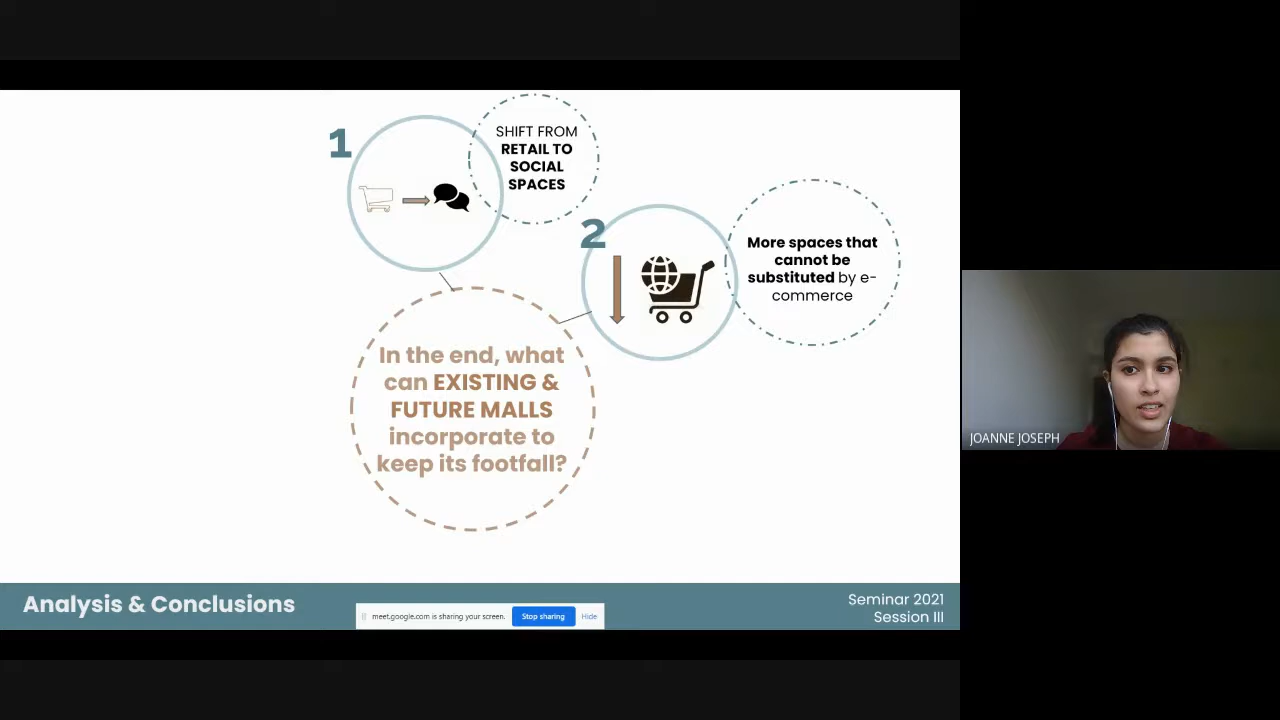 1
SHIFT FROM
RETAIL TO
SOCIAL
SPACES
2
More spaces that
cannot be
substituted by e-
commerce
In the end, what
can EXISTING &
FUTURE MALLS
incorporate to
keep its footfall?
JOANNE JOSEPH
Analysis & Conclusions
meet.google.com is sharing your screen.
Stop sharing
Hide
Seminar 2021
Session III